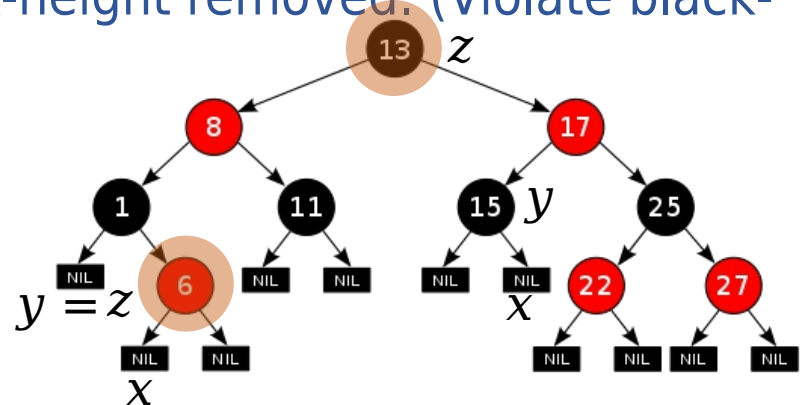 -height removed. (Violate black-
13 z
8 17
1 11 15 y 25
NIL 6 NIL NIL NIL NIL 22 27
y = z x
NIL NIL NIL NIL NIL NIL
x